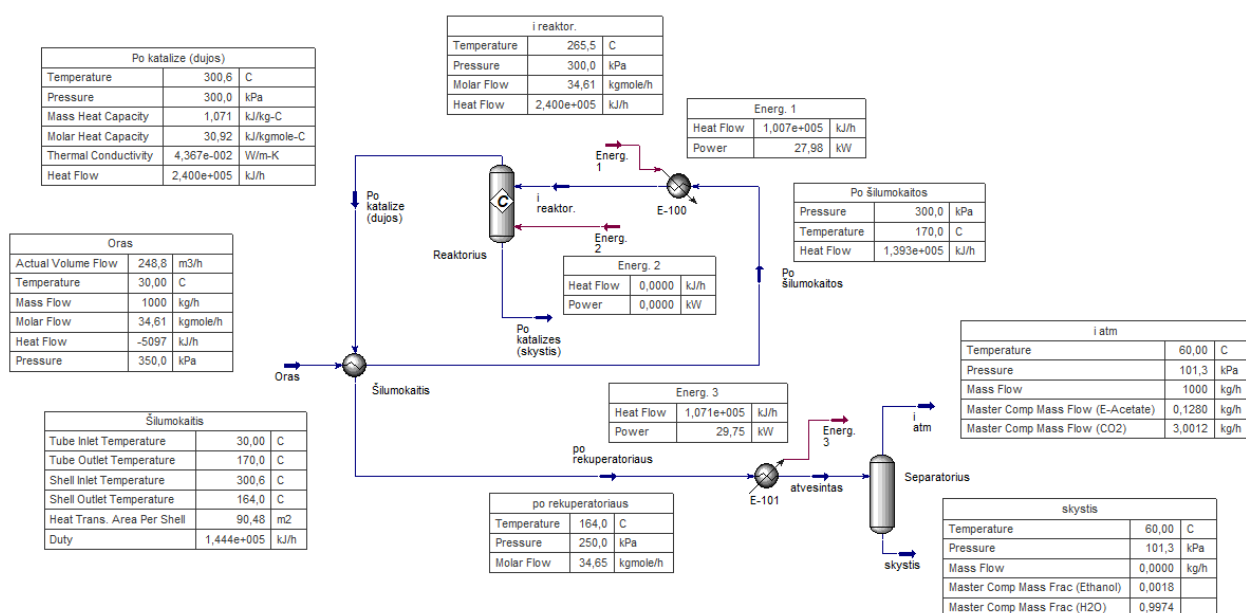 i reaktor.
Temperature 265,5 C
Pressure 300,0 kPa
Molar Flow 34,61 kgmole/h
Heat Flow 2,400e+005 kJ/h
Po katalize (dujos)
Temperature 300,6 C
Pressure 300,0 kPa
Mass Heat Capacity 1,071 kJ/kg-C
Molar Heat Capacity 30,92 kJ/kgmole-C
Thermal Conductivity 4,367e-002 W/m-K
Heat Flow 2,400e+005 kJ/h
Energ. 1
Heat Flow 1,007e+005 kJ/h
Power 27,98 kW
Energ.
1
E-100
i
reaktor.
Po
katalize
(dujos)
C
Reaktorius
Energ.
2
Po šilumokaitos
Pressure 300,0 kPa
Temperature 170,0 C
Heat Flow 1,393e+005 kJ/h
Oras
Actual Volume Flow 248,8 m3/h
Temperature 30,00 C
Mass Flow 1000 kg/h
Molar Flow 34,61 kgmole/h
Heat Flow -5097 kJ/h
Pressure 350,0 kPa
Energ. 2
Heat Flow 0,0000 kJ/h
Power 0,0000 kW
Po
šilumokaitos
Po
katalizes
(skystis)
Oras
Šilumokaitis
i atm
Temperature 60,00 C
Pressure 101,3 kPa
Mass Flow 1000 kg/h
Master Comp Mass Flow (E-Acetate) 0,1280 kg/h
Master Comp Mass Flow (CO2) 3,0012 kg/h
Energ. 3
Heat Flow 1,071e+005 kJ/h
Power 29,75 kW
Energ.
3
i
atm
Šilumokaitis
Tube Inlet Temperature 30,00 C
Tube Outlet Temperature 170,0 C
Shell Inlet Temperature 300,6 C
Shell Outlet Temperature 164,0 C
Heat Trans. Area Per Shell 90,48 m2
Duty 1,444e+005 kJ/h
po
rekuperatoriaus
E-101
atvesintas
Separatorius
po rekuperatoriaus
Temperature 164,0 C
Pressure 250,0 kPa
Molar Flow 34,65 kgmole/h
skystis
skystis
Temperature 60,00 C
Pressure 101,3 kPa
Mass Flow 0,0000 kg/h
Master Comp Mass Frac (Ethanol) 0,0018
Master Comp Mass Frac (H2O) 0,9974